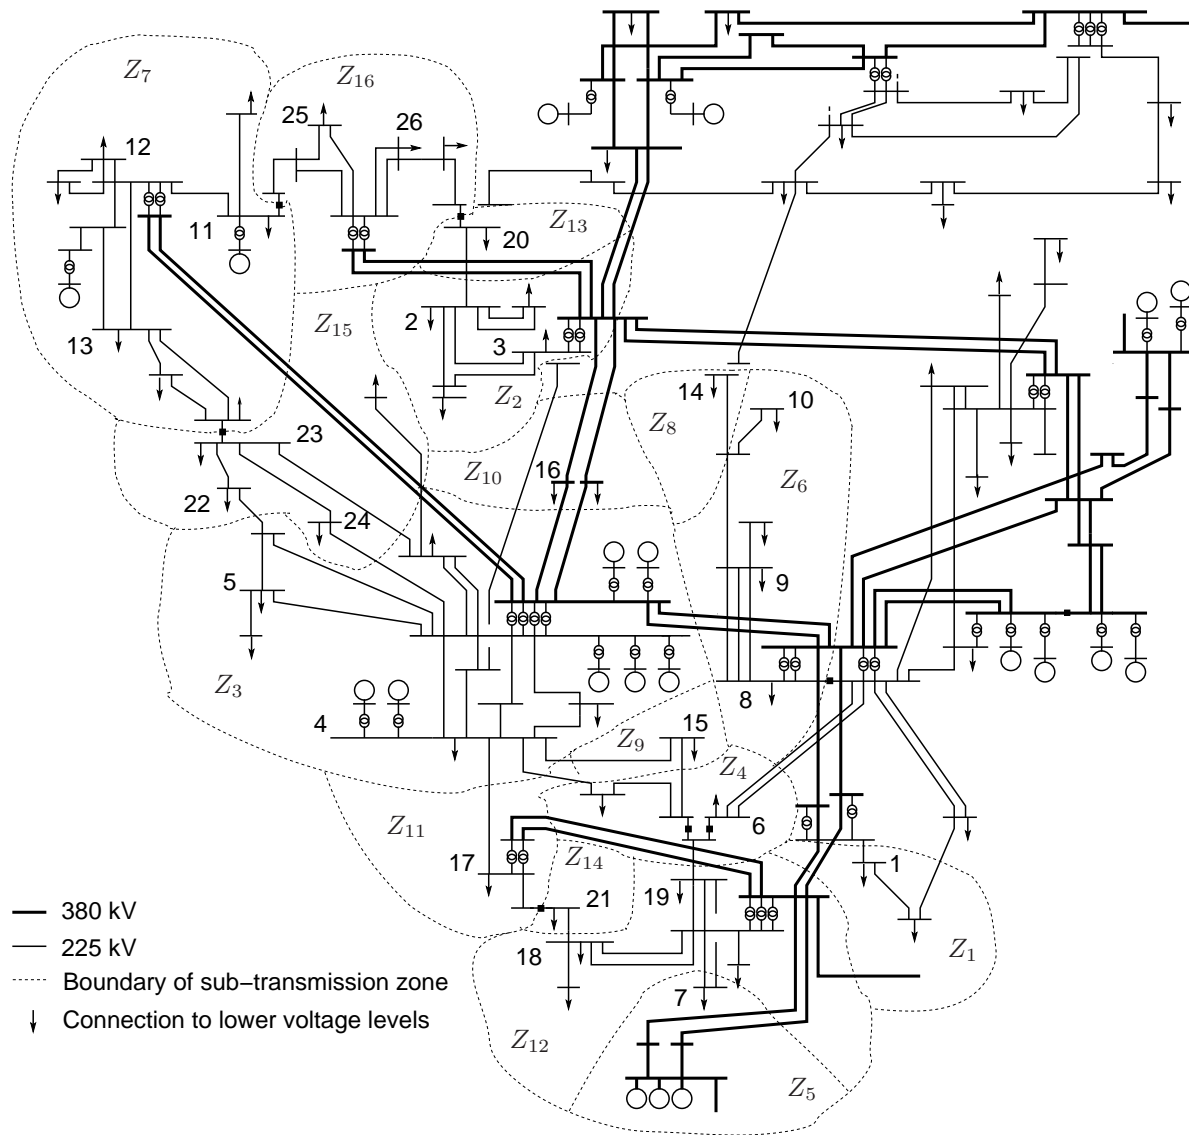 Z7
Z16
25
26
12
11
20
Z13
2
Z15
3
13
Z2
14
10
Z8
23
Z10
16
Z6
22
24
5
9
Z3
8
4
15
Z9
Z4
6
Z11
Z14
17
1
19
21
380 kV
225 kV
18
Z1
Boundary of sub−transmission zone
7
Connection to lower voltage levels
Z12
Z5